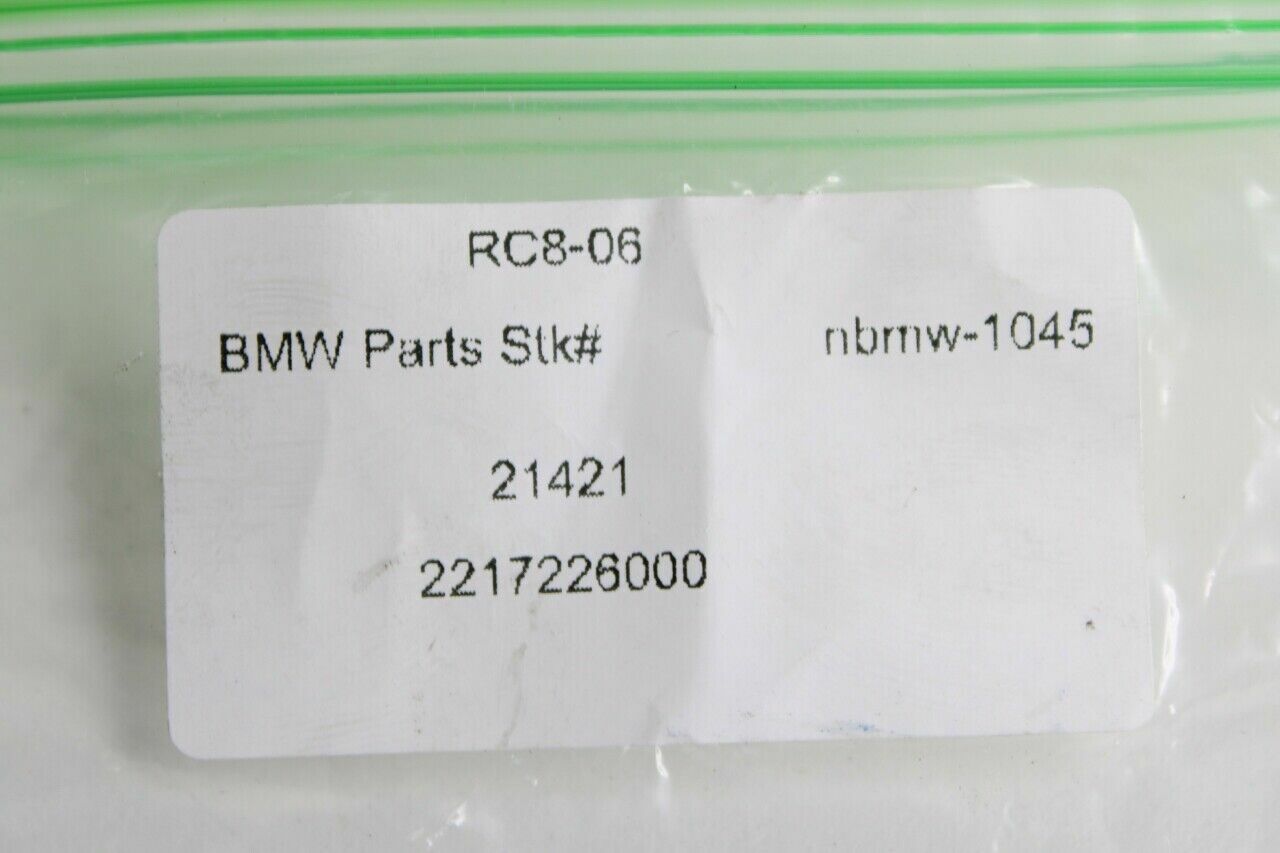 RC8-06
BMW Parts Stk# nbmw-1045
21421
2217226000